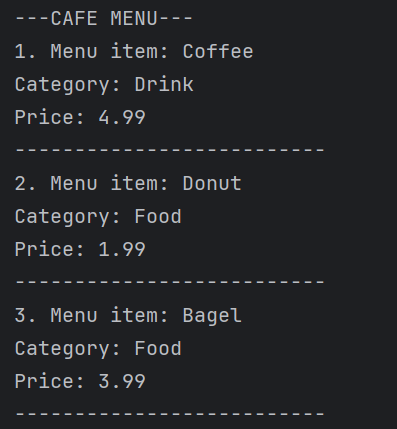 ---CAFE MENU---
1. Menu item: Coffee
Category: Drink
Price: 4.99
--------------------------
2. Menu item: Donut
Category: Food
Price: 1.99
--------------------------
3. Menu item: Bagel
Category: Food
Price: 3.99
--------------------------